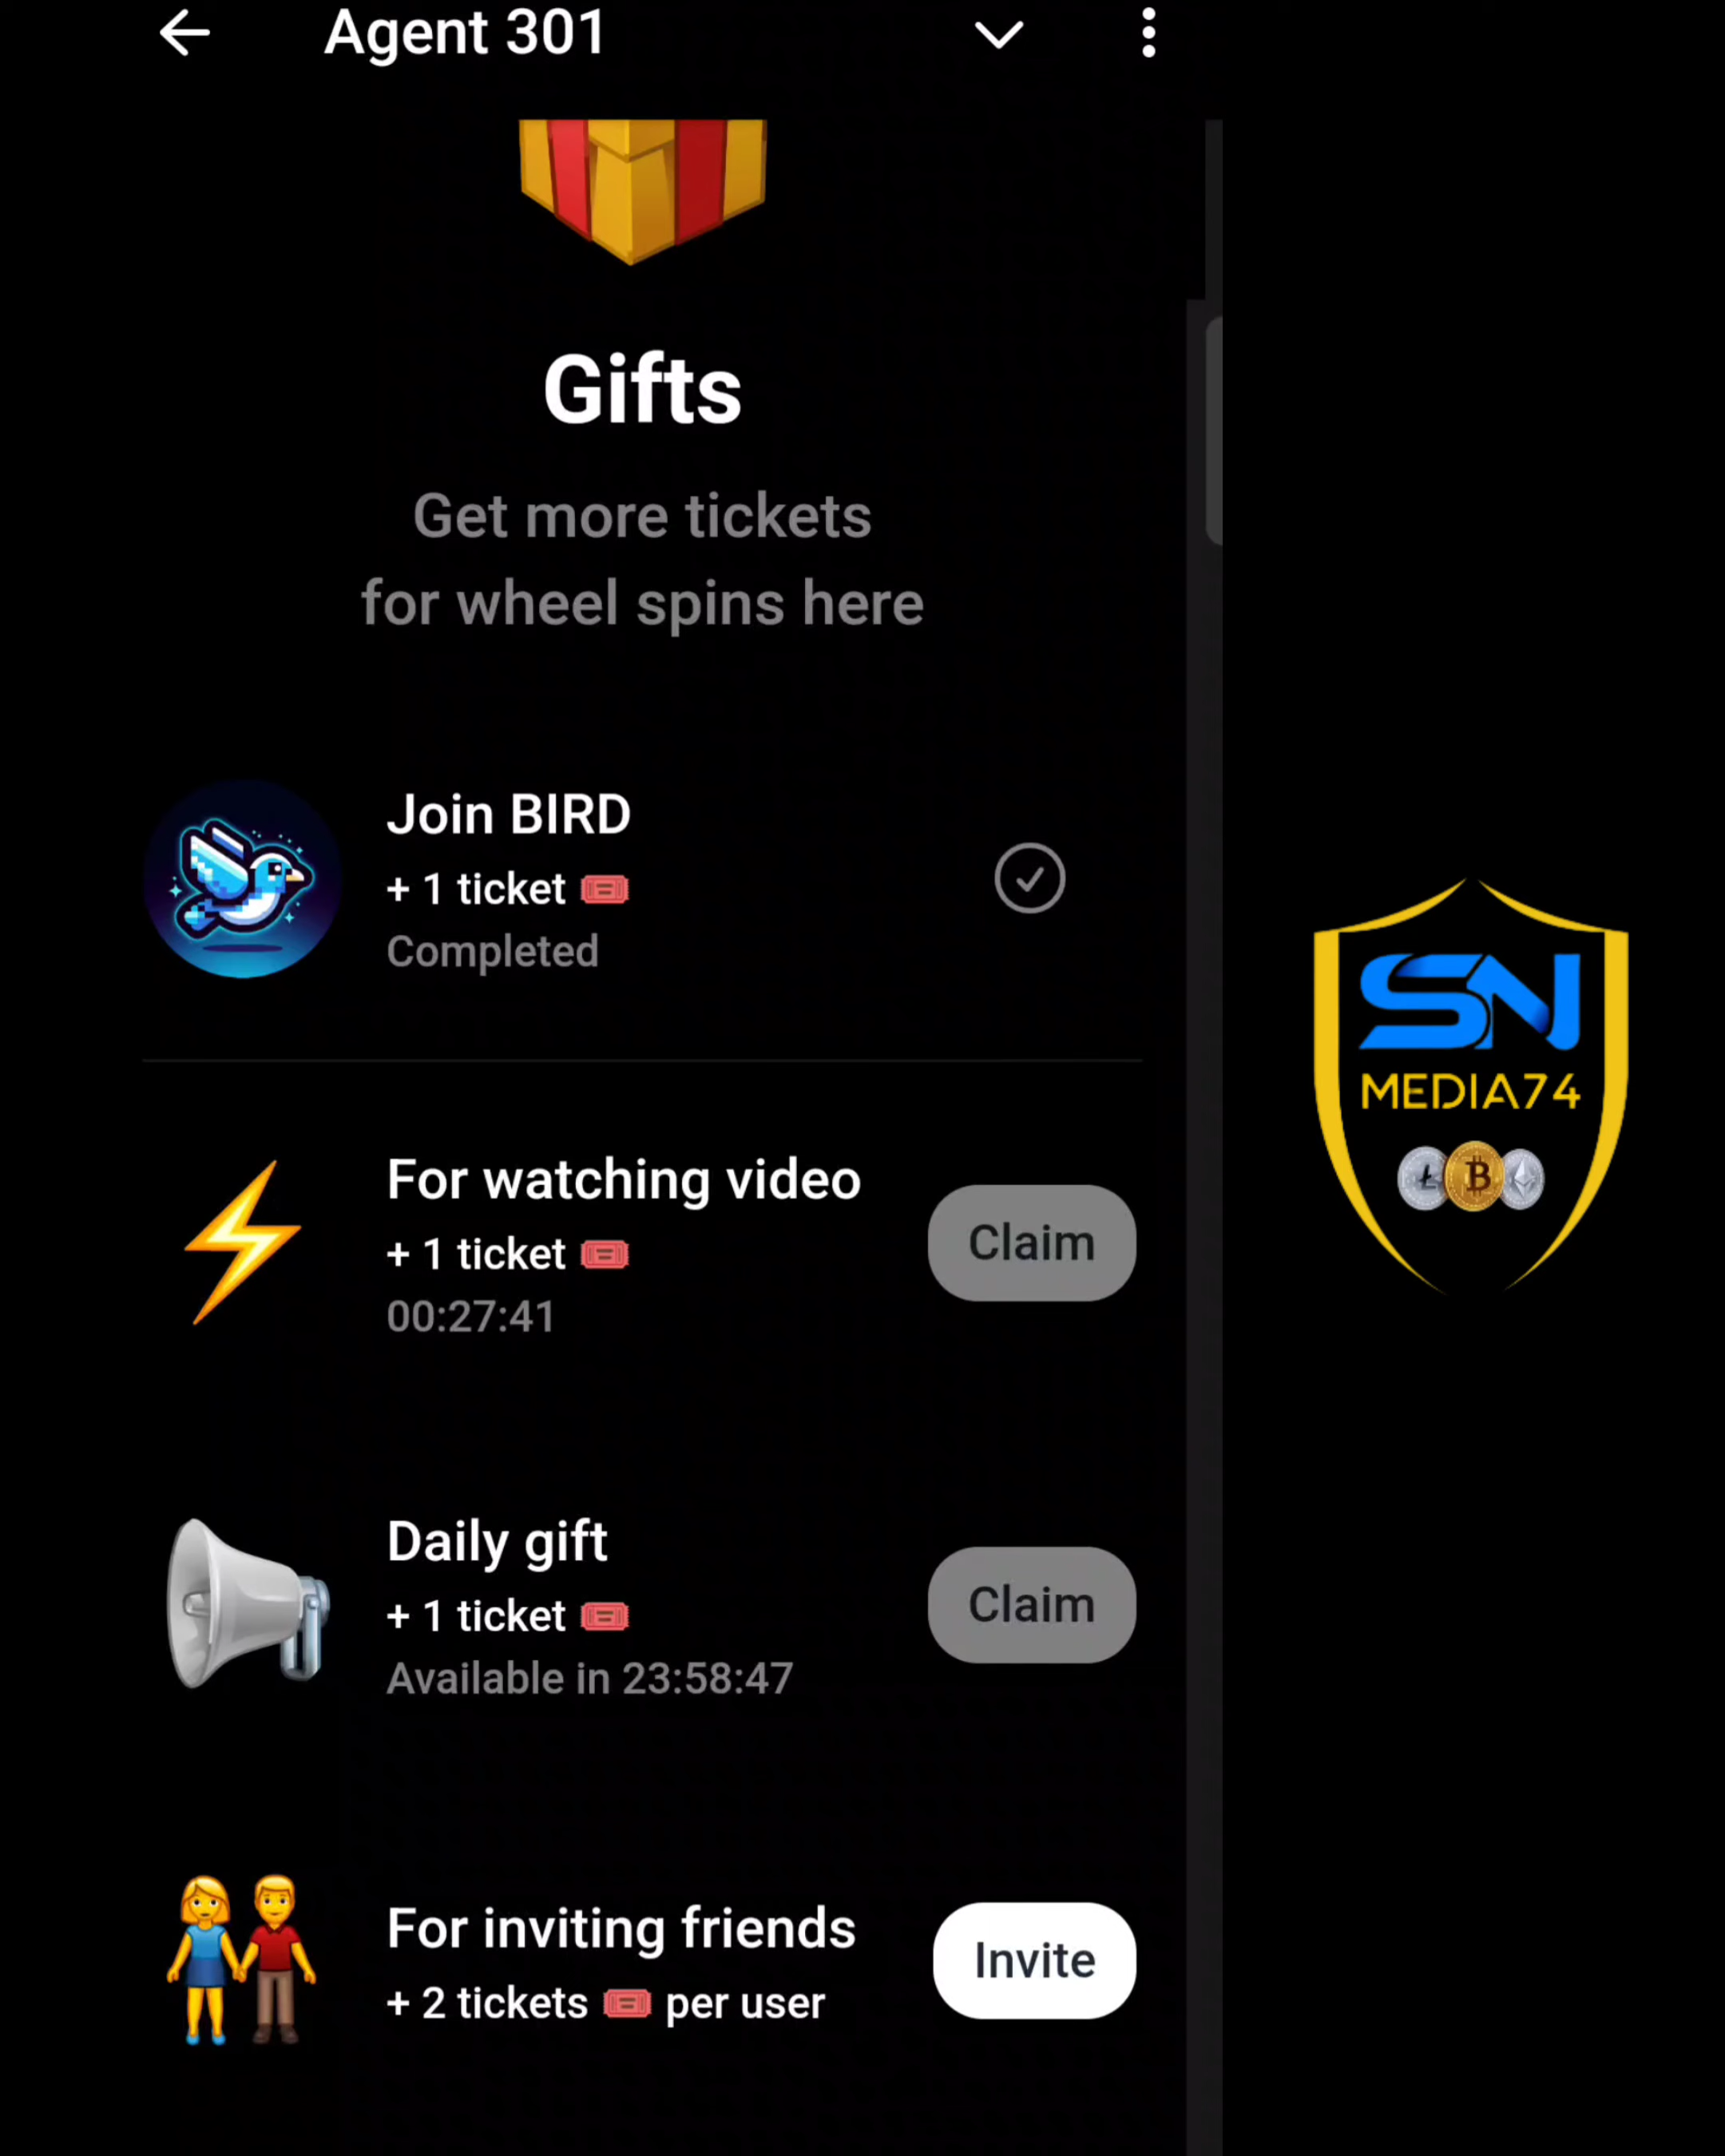 Agent 301
Gifts
Get more tickets
for wheel spins here
Join BIRD
+ 1 ticket
Completed
For watching video
+ 1 ticket
00:27:41
Claim
Daily gift
+ 1 ticket
Available in 23:58:47
Claim
For inviting friends
+ 2 tickets 🎟 per user
Invite
SN
MEDIA74